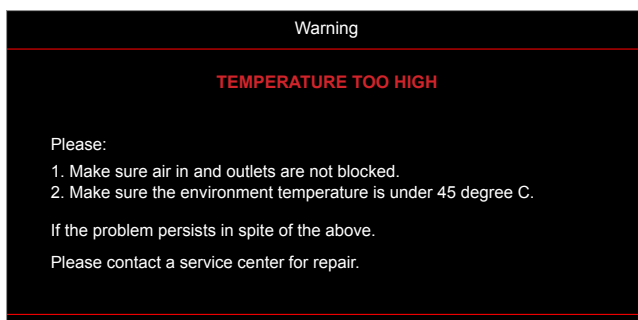 Warning
TEMPERATURE TOO HIGH
Please:
1. Make sure air in and outlets are not blocked.
2. Make sure the environment temperature is under 45 degree C.
If the problem persists in spite of the above.
Please contact a service center for repair.